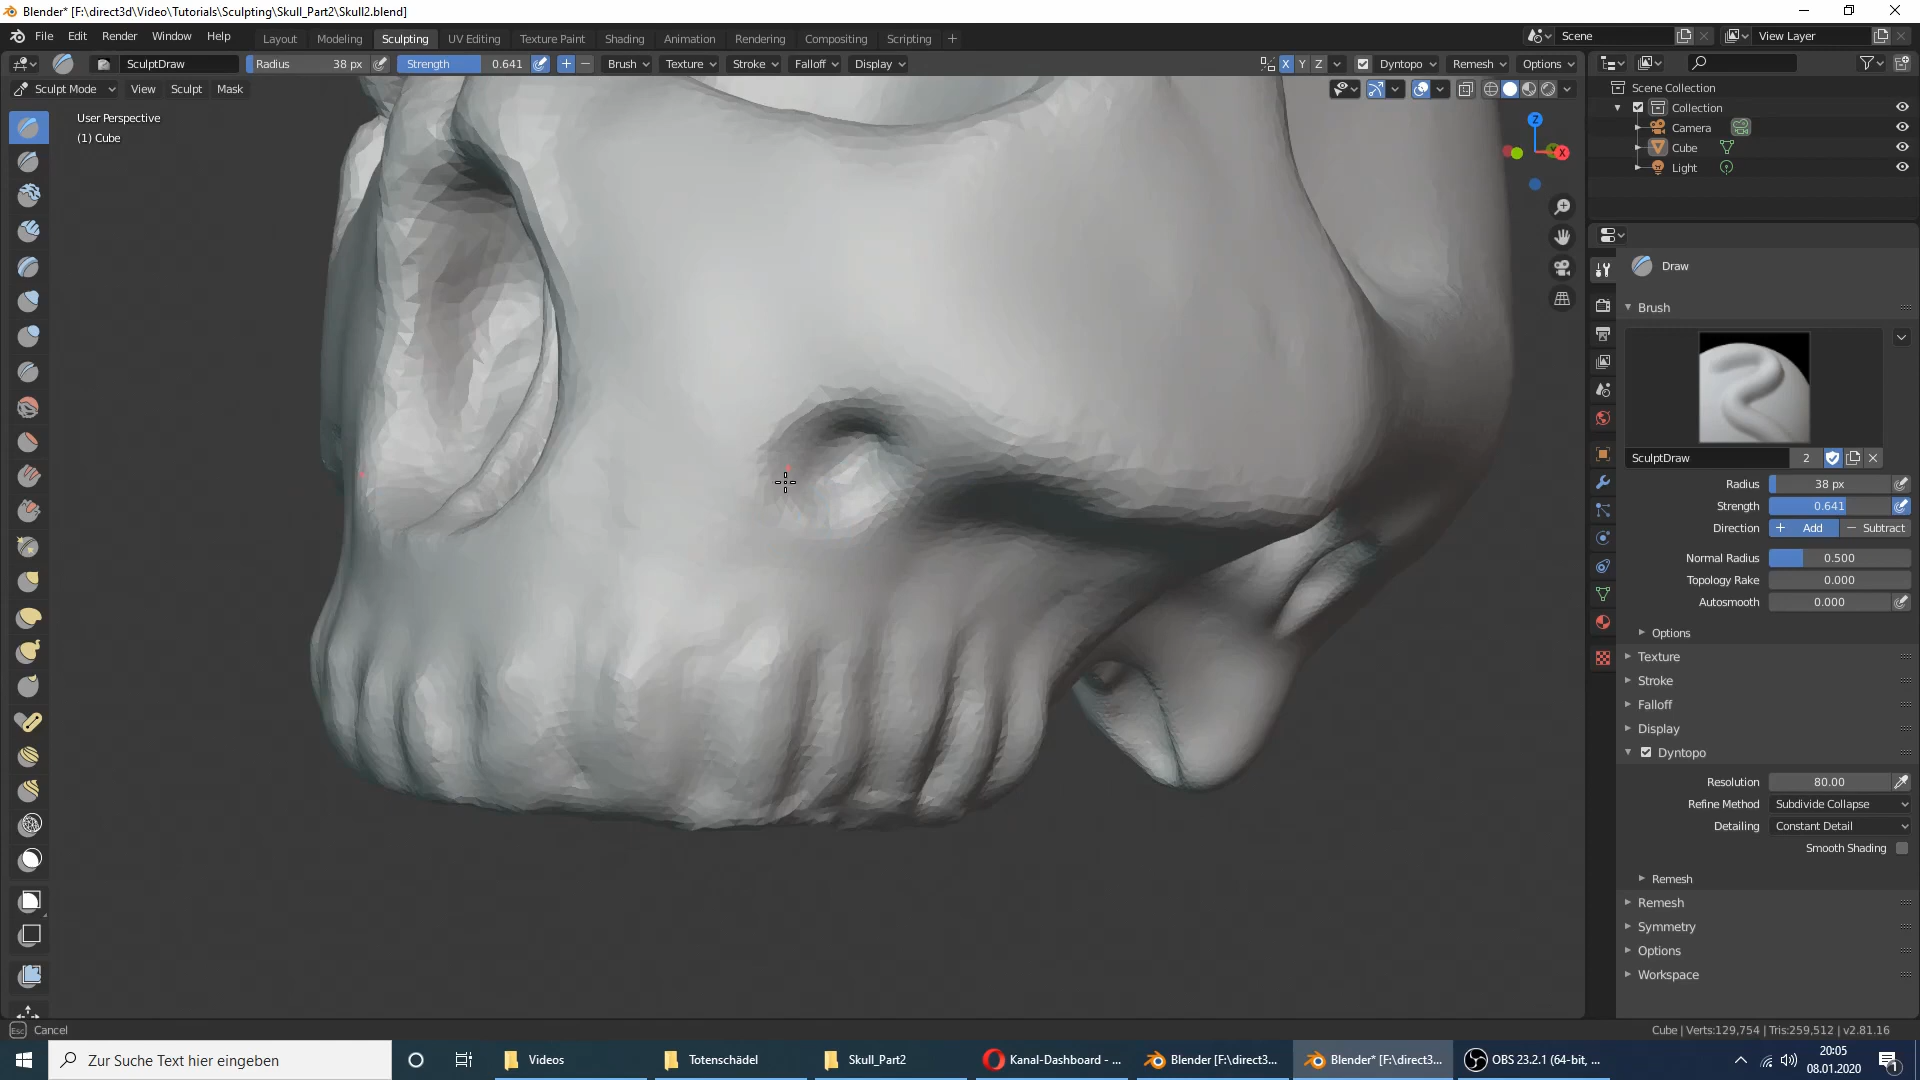 Blender* [F:\direct3d\Video\Tutorials\Sculpting\Skull_Part2\Skull2.blend]
File Edit Render Window Help
Layout Modeling Sculpting UV Editing Texture Paint Shading Animation Rendering Compositing Scripting
Scene
View Layer
SculptDraw
Radius 38 px
Strength 0.641
Brush Texture Stroke Falloff Display
X Y Z
Dyntopo
Remesh
Options
Sculpt Mode View Sculpt Mask
User Perspective
(1) Cube
Z
X
Scene Collection
Collection
Camera
Cube
Light
Draw
Brush
SculptDraw 2
Radius 38 px
Strength 0.641
Direction Add Subtract
Normal Radius 0.500
Topology Rake 0.000
Autosmooth 0.000
Options
Texture
Stroke
Falloff
Display
Dyntopo
Resolution 80.00
Refine Method Subdivide Collapse
Detailing Constant Detail
Smooth Shading
Remesh
Remesh
Symmetry
Options
Workspace
Esc Cancel
Cube | Verts:129,754 | Tris:259,512 | v2.81.16
Zur Suche Text hier eingeben
Videos
Totenschädel
Skull_Part2
Kanal-Dashboard - ...
Blender [F:\direct3...
Blender* [F:\direct3...
OBS 23.2.1 (64-bit, ...
20:05
08.01.2020
1